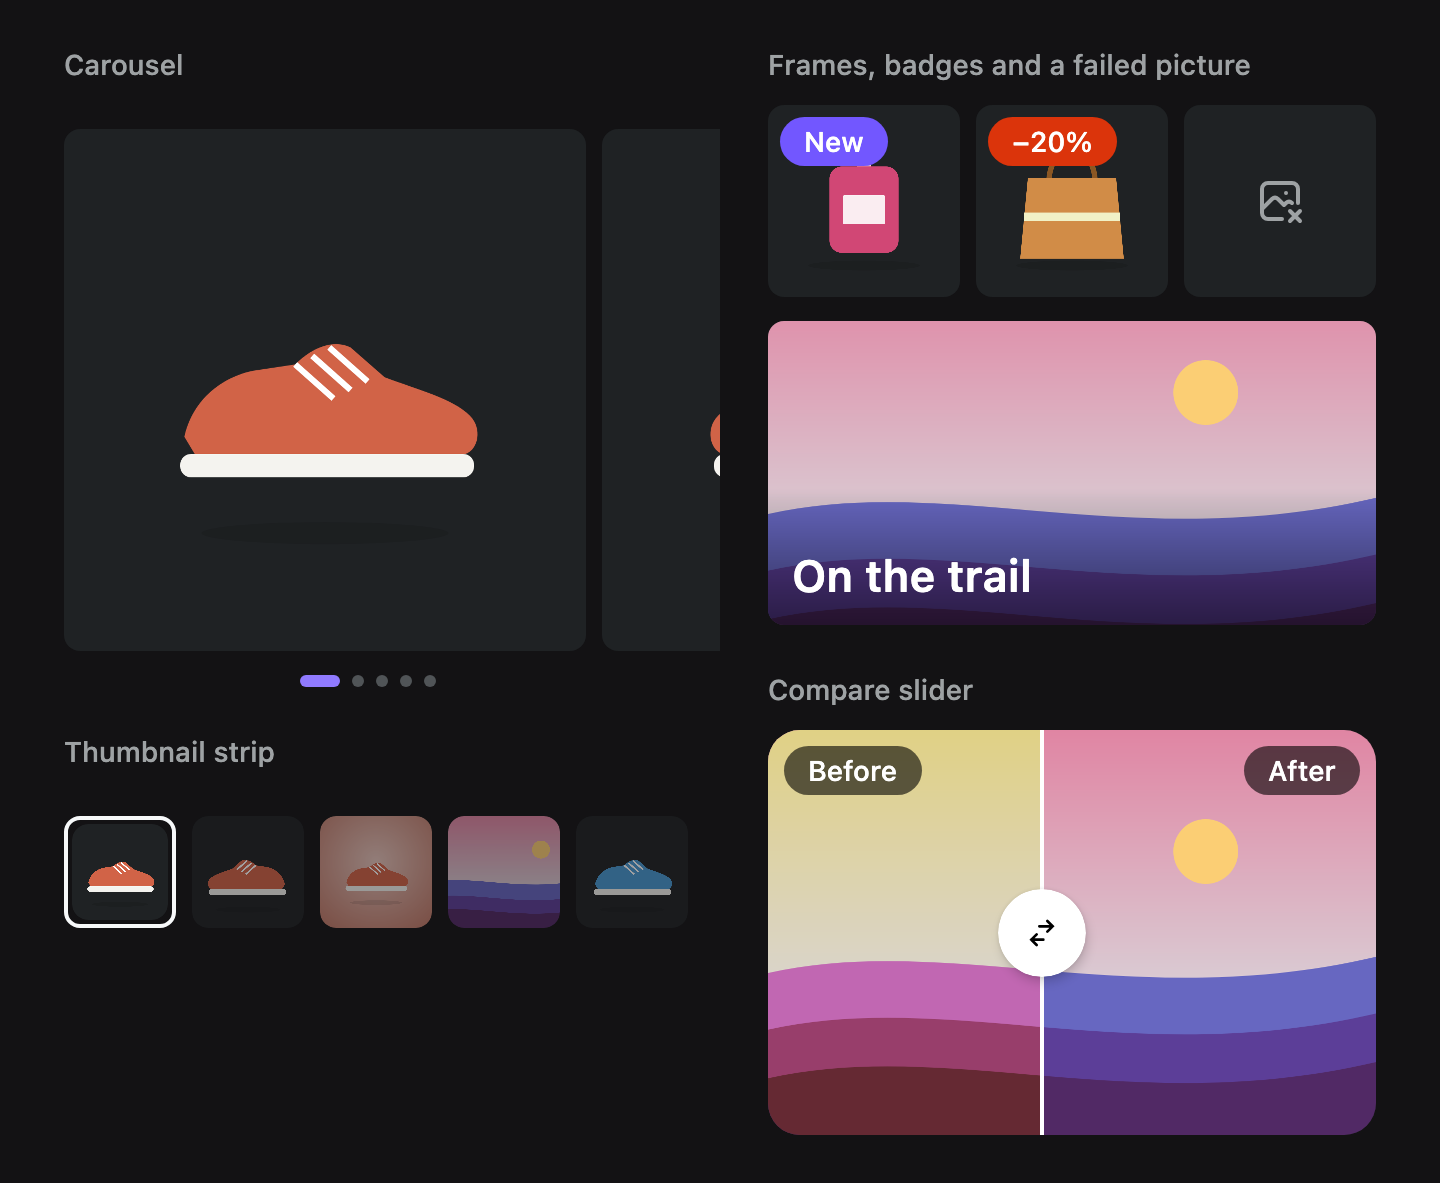 Carousel
Thumbnail strip
Frames, badges and a failed picture
New
−20%
On the trail
Compare slider
Before
After